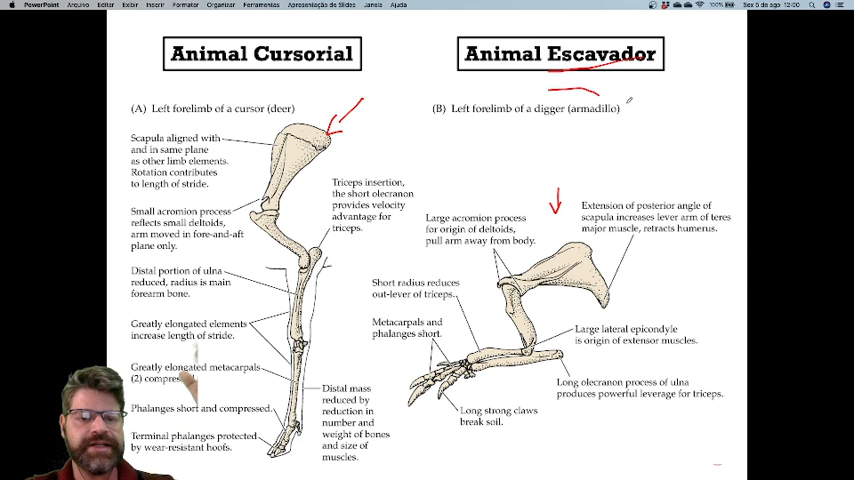 PowerPoint Arquivo Editar Exibir Inserir Formatar Organizar Ferramentas Apresentação de Slides Janela Ajuda 100% Sex 5 de ago 12:00
Animal Cursorial
Animal Escavador
(A) Left forelimb of a cursor (deer)
Scapula aligned with
and in same plane
as other limb elements.
Rotation contributes
to length of stride.
Small acromion process
reflects small deltoids,
arm moved in fore-and-aft
plane only.
Distal portion of ulna
reduced, radius is main
forearm bone.
Greatly elongated elements
increase length of stride.
Greatly elongated metacarpals
(2) compres
Phalanges short and compressed.
Terminal phalanges protected
by wear-resistant hoofs.
Triceps insertion,
the short olecranon
provides velocity
advantage for
triceps.
Distal mass
reduced by
reduction in
number and
weight of bones
and size of
muscles.
(B) Left forelimb of a digger (armadillo)
Large acromion process
for origin of deltoids,
pull arm away from body.
Extension of posterior angle of
scapula increases lever arm of teres
major muscle, retracts humerus.
Short radius reduces
out-lever of triceps.
Metacarpals and
phalanges short.
Large lateral epicondyle
is origin of extensor muscles.
Long olecranon process of ulna
produces powerful leverage for triceps.
Long strong claws
break soil.